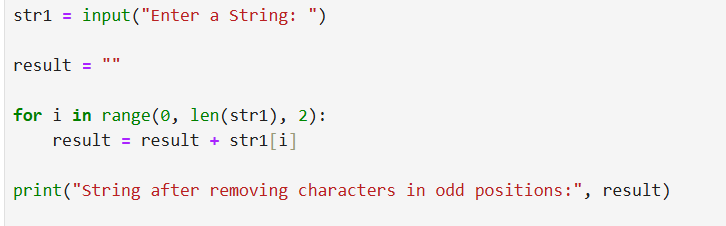 str1 = input("Enter a String: ")
result = ""
for i in range(0, len(str1), 2):
    result = result + str1[i]
print("String after removing characters in odd positions:", result)